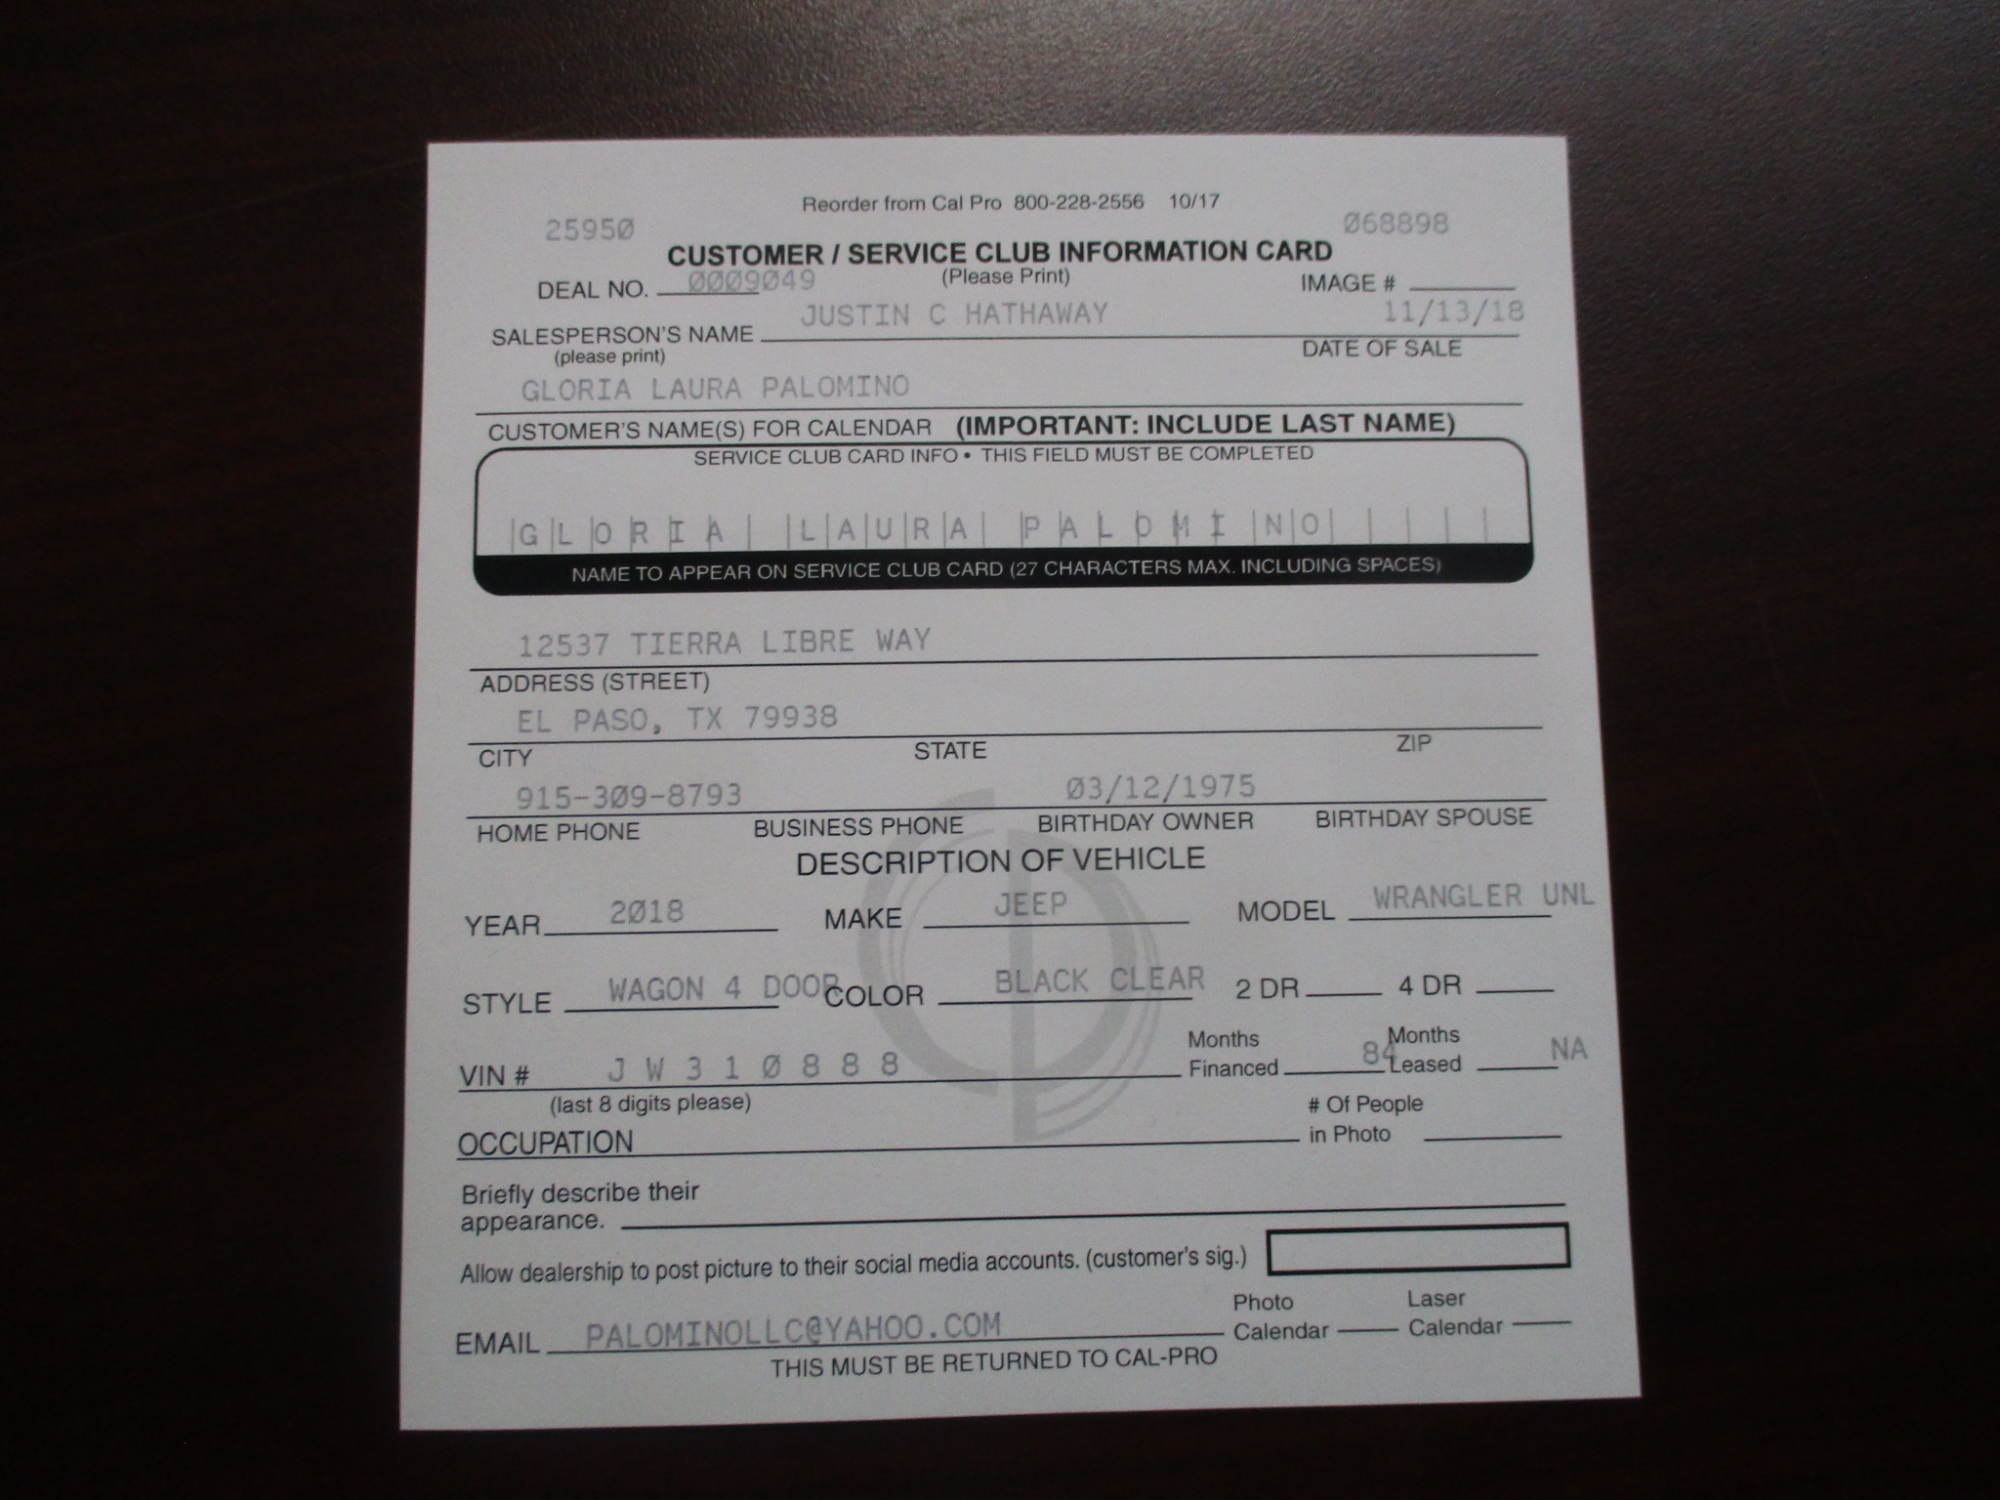 Reorder from Cal Pro 800-228-2556 10/17
25950 068898
CUSTOMER / SERVICE CLUB INFORMATION CARD
DEAL NO. 0009049 (Please Print) IMAGE #
JUSTIN C HATHAWAY 11/13/18
SALESPERSON'S NAME DATE OF SALE
(please print)
GLORIA LAURA PALOMINO
CUSTOMER'S NAME(S) FOR CALENDAR (IMPORTANT: INCLUDE LAST NAME)
SERVICE CLUB CARD INFO • THIS FIELD MUST BE COMPLETED
GLORIA LAURA PALOMINO
NAME TO APPEAR ON SERVICE CLUB CARD (27 CHARACTERS MAX. INCLUDING SPACES)
12537 TIERRA LIBRE WAY
ADDRESS (STREET)
EL PASO, TX 79938
CITY STATE ZIP
915-309-8793 03/12/1975
HOME PHONE BUSINESS PHONE BIRTHDAY OWNER BIRTHDAY SPOUSE
DESCRIPTION OF VEHICLE
YEAR 2018 MAKE JEEP MODEL WRANGLER UNL
STYLE WAGON 4 DOOR COLOR BLACK CLEAR 2 DR 4 DR
VIN # J W 3 1 0 8 8 8 Months Financed 84 Months Leased NA
(last 8 digits please)
OCCUPATION # Of People in Photo
Briefly describe their
appearance.
Allow dealership to post picture to their social media accounts. (customer's sig.)
EMAIL PALOMINOLLC@YAHOO.COM Photo Calendar Laser Calendar
THIS MUST BE RETURNED TO CAL-PRO